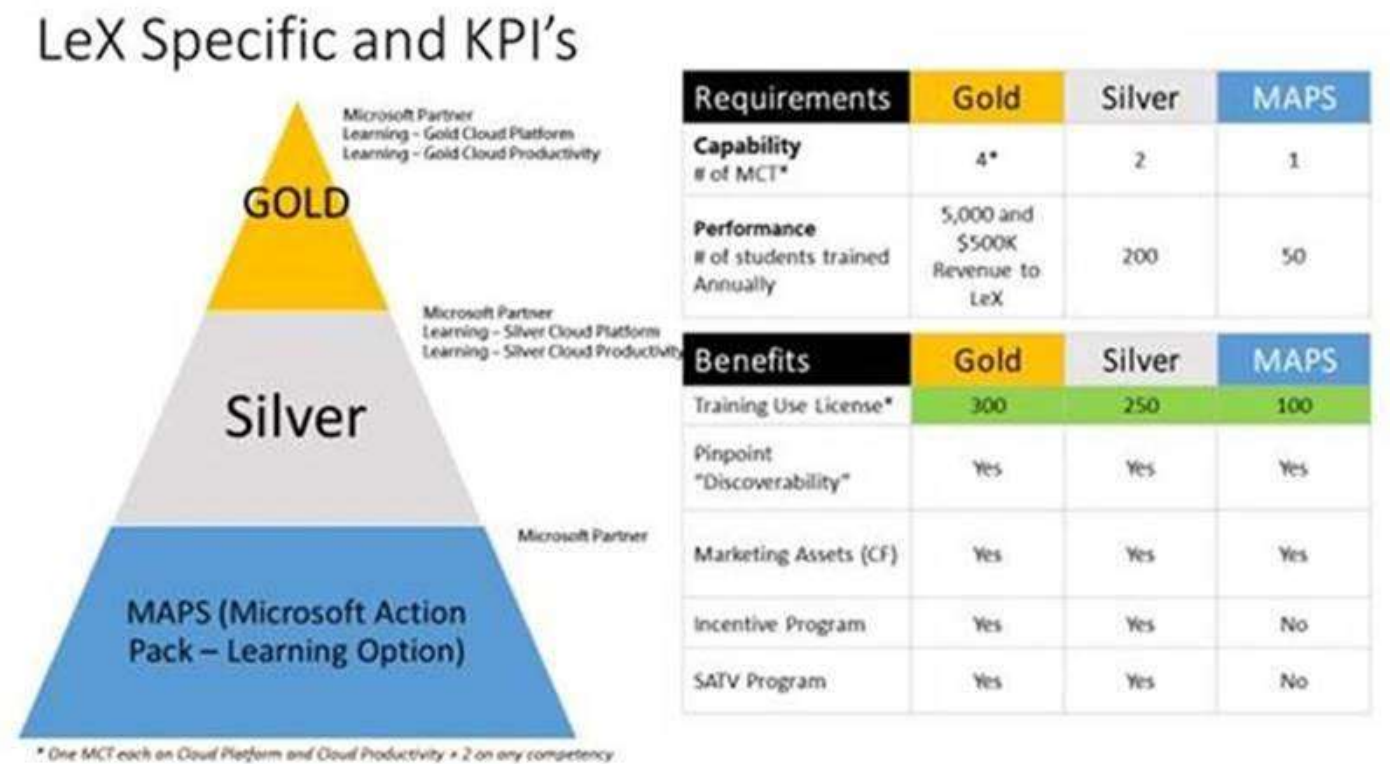 LeX Specific and KPI's
Microsoft Partner
Learning – Gold Cloud Platform
Learning – Gold Cloud Productivity
GOLD
Microsoft Partner
Learning – Silver Cloud Platform
Learning – Silver Cloud Productivity
Silver
Microsoft Partner
MAPS (Microsoft Action
Pack – Learning Option)
* One MCT each on Cloud Platform and Cloud Productivity + 2 on any competency
Requirements Gold Silver MAPS
Capability
# of MCT* 4* 2 1
Performance
# of students trained
Annually
5,000 and
$500K
Revenue to
LeX
200 50
Benefits Gold Silver MAPS
Training Use License* 300 250 100
Pinpoint
"Discoverability" Yes Yes Yes
Marketing Assets (CF) Yes Yes Yes
Incentive Program Yes Yes No
SATV Program Yes Yes No